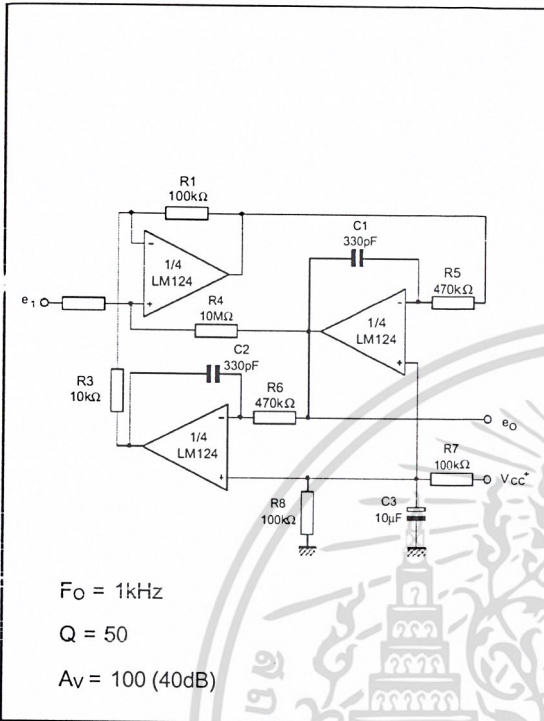 R1
100kΩ
C1
330pF
1/4
LM124
R5
470kΩ
e1
R4
10MΩ
1/4
LM124
C2
330pF
R3
10kΩ
R6
470kΩ
1/4
LM124
eO
R7
100kΩ
VCC+
R8
100kΩ
C3
10µF
FO = 1kHz
Q = 50
AV = 100 (40dB)